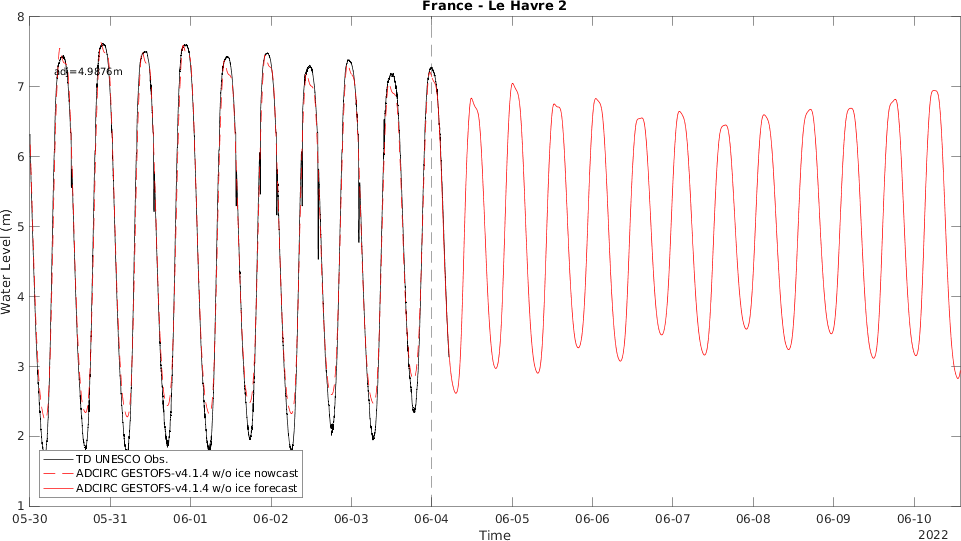 France - Le Havre 2
8
7
6
5
4
3
2
1
Water Level (m)
adj=4.9876m
TD UNESCO Obs.
ADCIRC GESTOFS-v4.1.4 w/o ice nowcast
ADCIRC GESTOFS-v4.1.4 w/o ice forecast
05-30 05-31 06-01 06-02 06-03 06-04 06-05 06-06 06-07 06-08 06-09 06-10
Time
2022